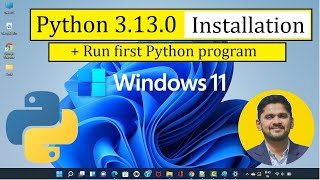 Python 3.13.0 Installation
+ Run first Python program
Windows 11